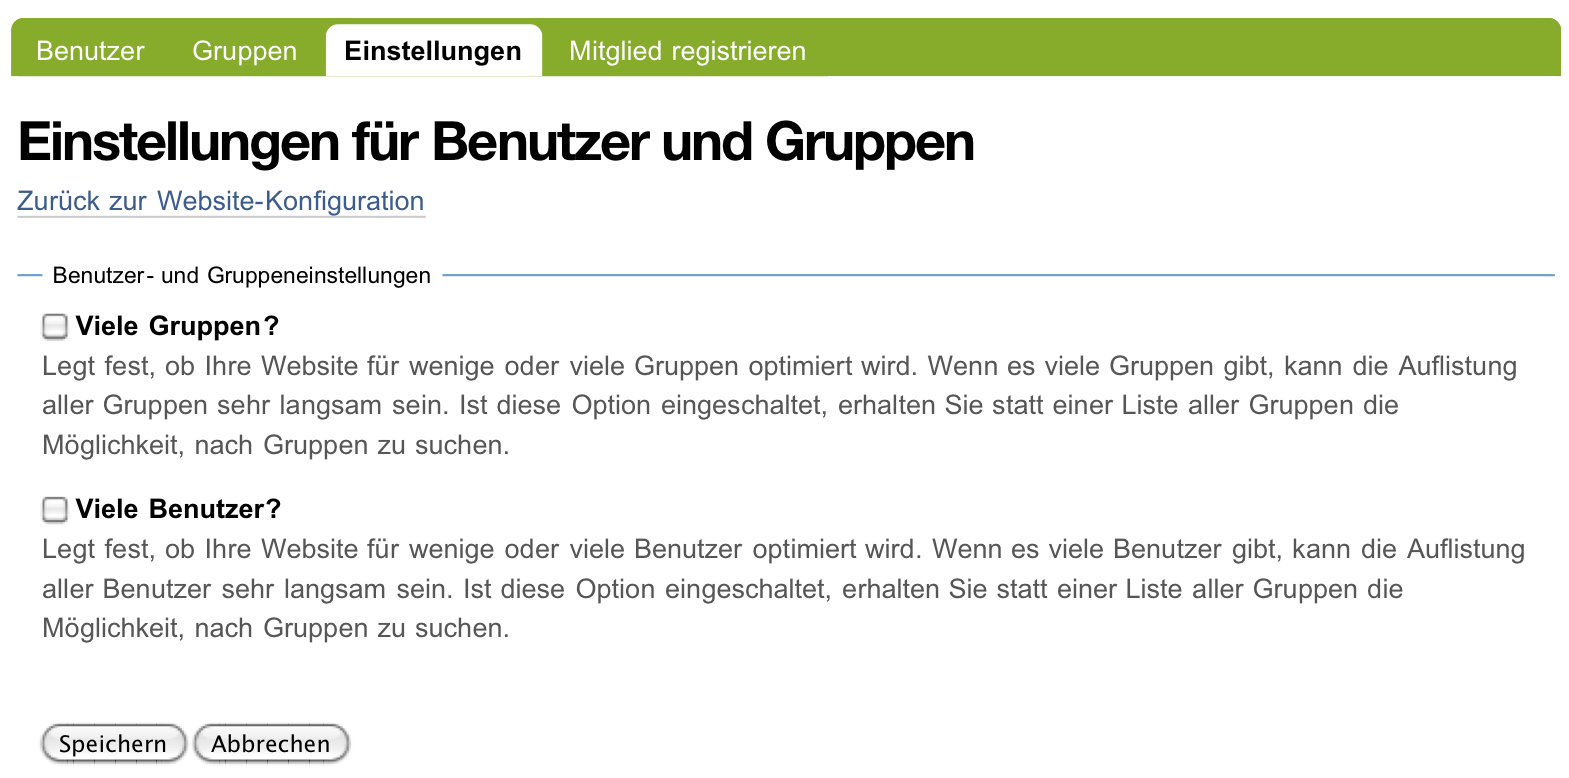 Benutzer Gruppen Einstellungen Mitglied registrieren
Einstellungen für Benutzer und Gruppen
Zurück zur Website-Konfiguration
Benutzer- und Gruppeneinstellungen
Viele Gruppen?
Legt fest, ob Ihre Website für wenige oder viele Gruppen optimiert wird. Wenn es viele Gruppen gibt, kann die Auflistung
aller Gruppen sehr langsam sein. Ist diese Option eingeschaltet, erhalten Sie statt einer Liste aller Gruppen die
Möglichkeit, nach Gruppen zu suchen.
Viele Benutzer?
Legt fest, ob Ihre Website für wenige oder viele Benutzer optimiert wird. Wenn es viele Benutzer gibt, kann die Auflistung
aller Benutzer sehr langsam sein. Ist diese Option eingeschaltet, erhalten Sie statt einer Liste aller Gruppen die
Möglichkeit, nach Gruppen zu suchen.
Speichern Abbrechen